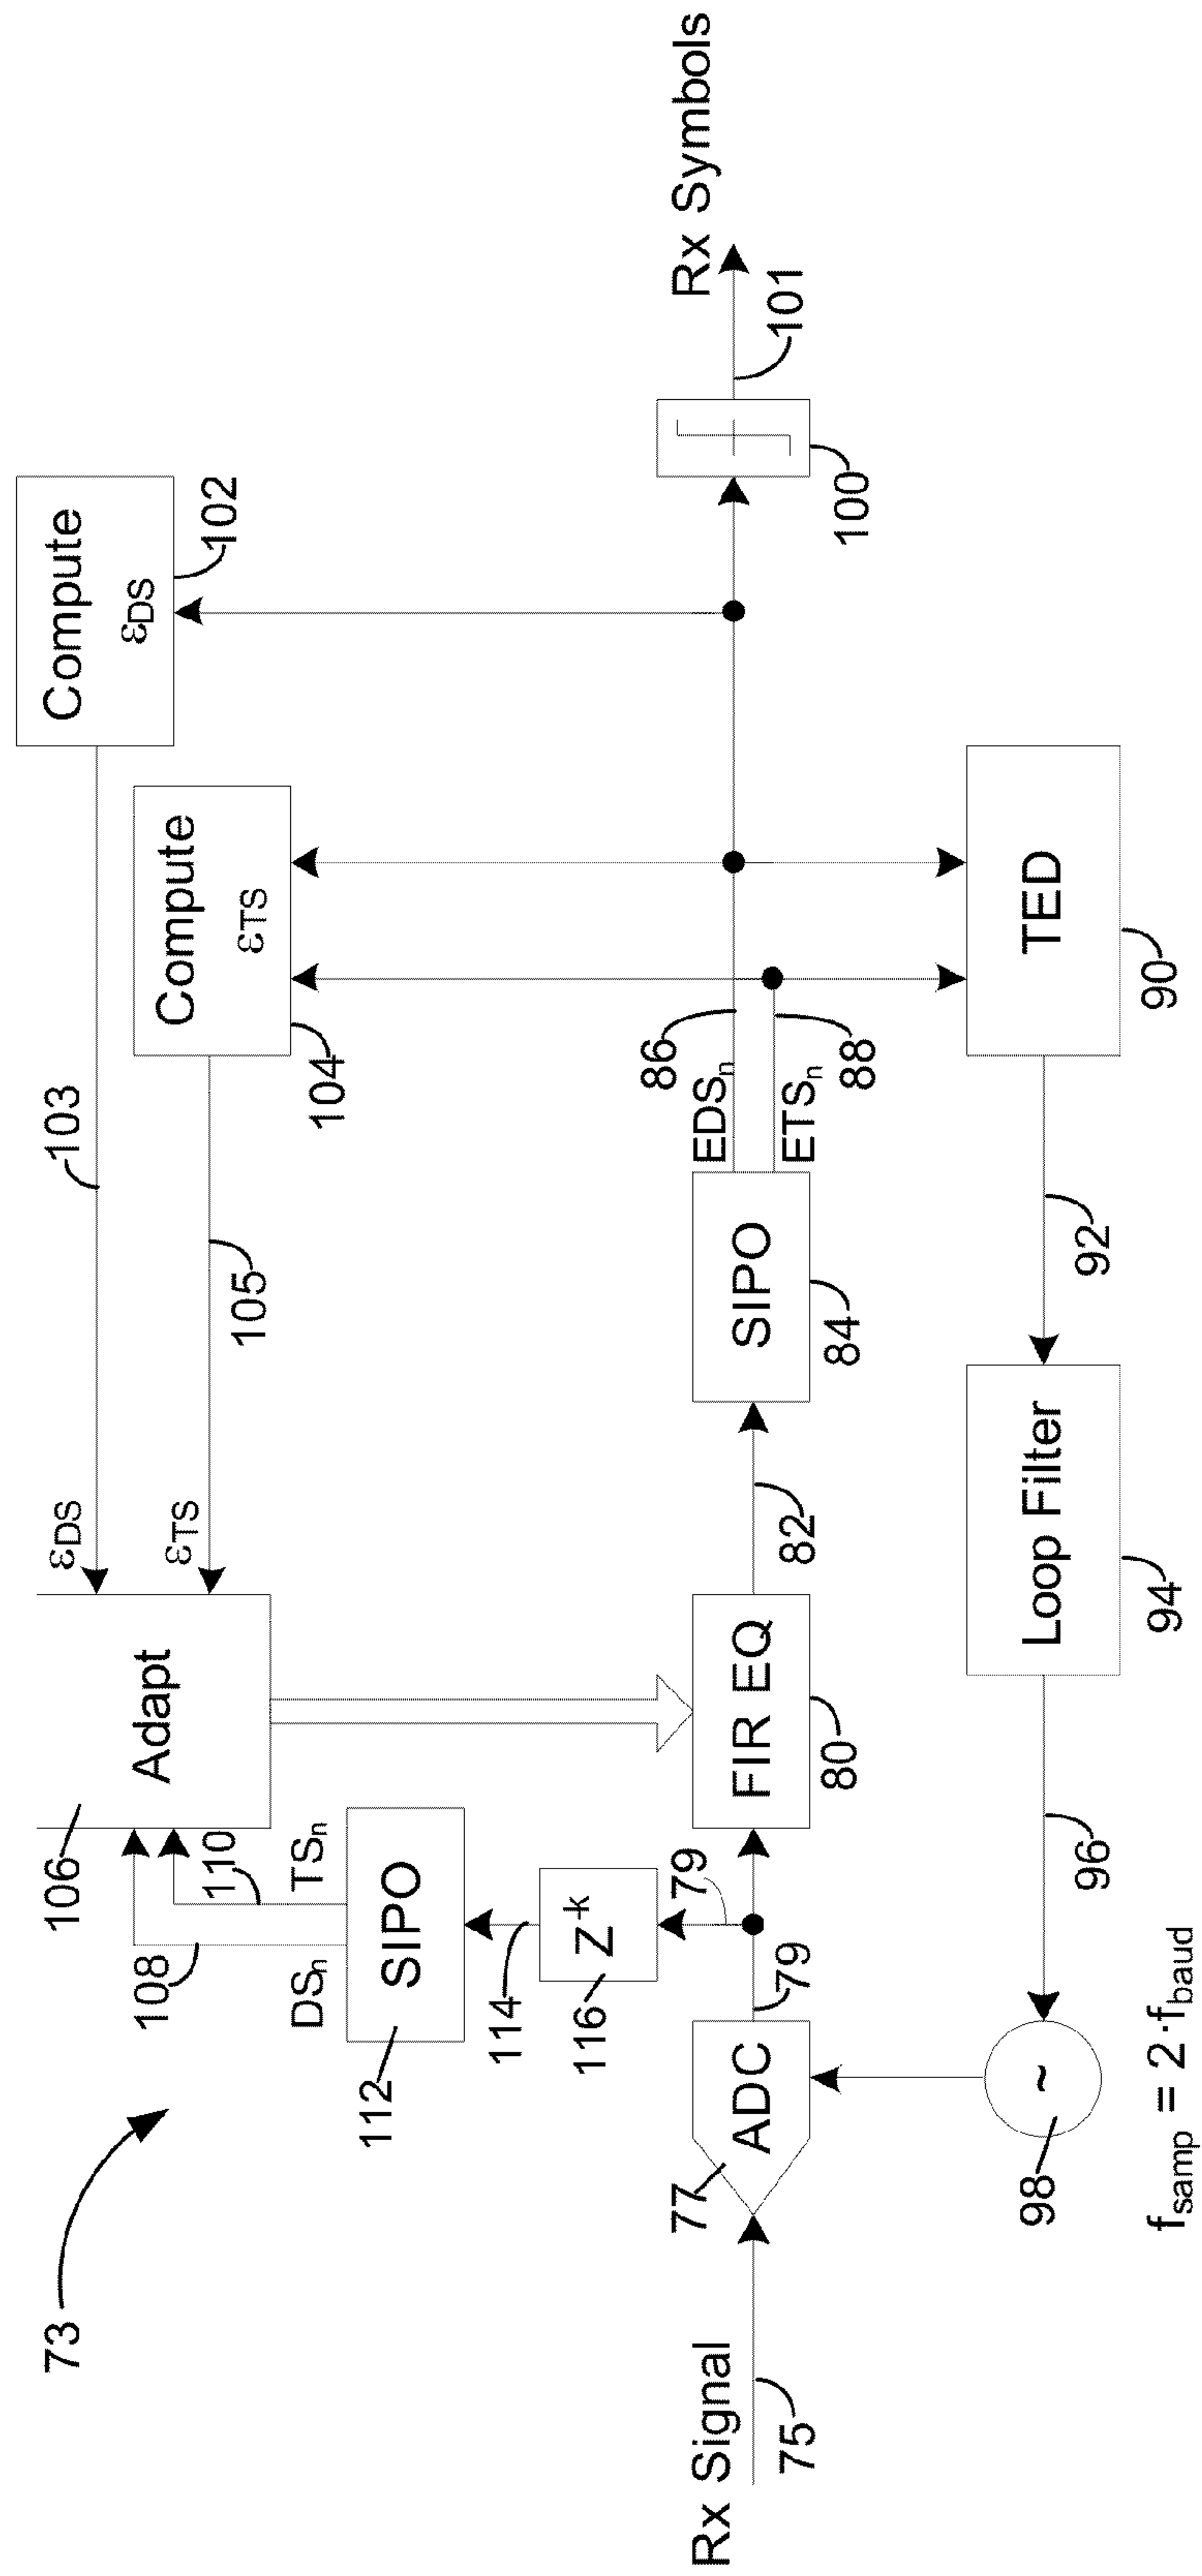 73
106
Adapt
εDS
103
Compute
εDS
102
εTS
105
Compute
εTS
104
108
110
DSₙ
TSₙ
SIPO
112
114
Z⁻ᵏ
116
79
Rx Signal
75
77
ADC
79
FIR EQ
80
82
SIPO
84
EDSₙ
86
ETSₙ
88
100
Rx Symbols
101
98
~
96
Loop Filter
94
92
TED
90
fsamp = 2·fbaud